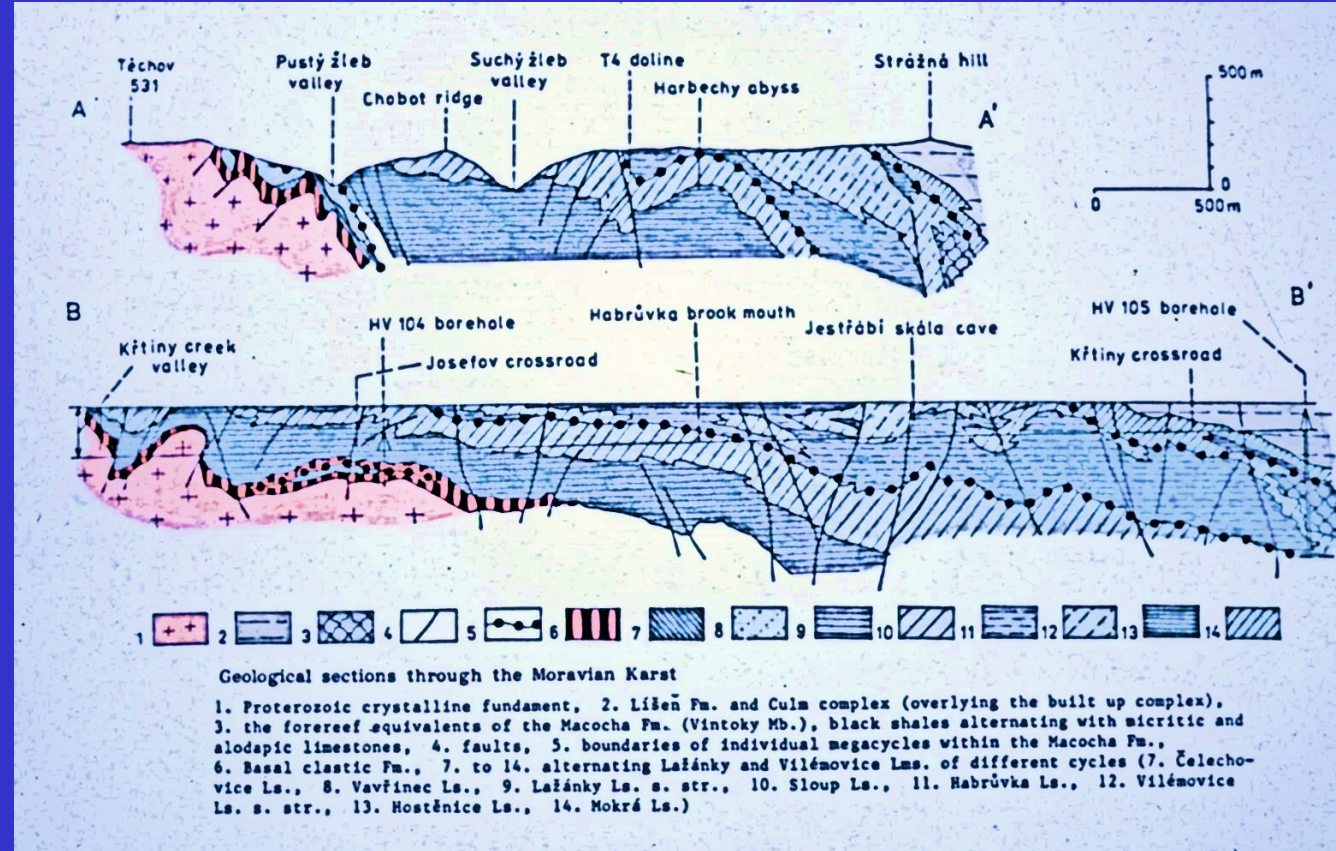 Těchov
531
Pustý žleb
valley
Chobot ridge
Suchý žleb
valley
T4 doline
Harbechy abyss
Strážná hill
A
A'
500m
0
0
500m
B
B'
Křtiny creek
valley
HV 104 borehole
Josefov crossroad
Habrůvka brook mouth
Jestřábí skála cave
HV 105 borehole
Křtiny crossroad
1 2 3 4 5 6 7 8 9 10 11 12 13 14
Geological sections through the Moravian Karst
1. Proterozoic crystalline fundament, 2. Líšeň Fm. and Culm complex (overlying the built up complex),
3. the forereef equivalents of the Macocha Fm. (Vintoky Mb.), black shales alternating with micritic and
alodapic limestones, 4. faults, 5. boundaries of individual megacycles within the Macocha Fm.,
6. Basal clastic Fm., 7. to 14. alternating Lažánky and Vilémovice Lms. of different cycles (7. Čelecho-
vice Ls., 8. Vavřinec Ls., 9. Lažánky Ls. s. str., 10. Sloup Ls., 11. Habrůvka Ls., 12. Vilémovice
Ls. s. str., 13. Hostěnice Ls., 14. Mokrá Ls.)